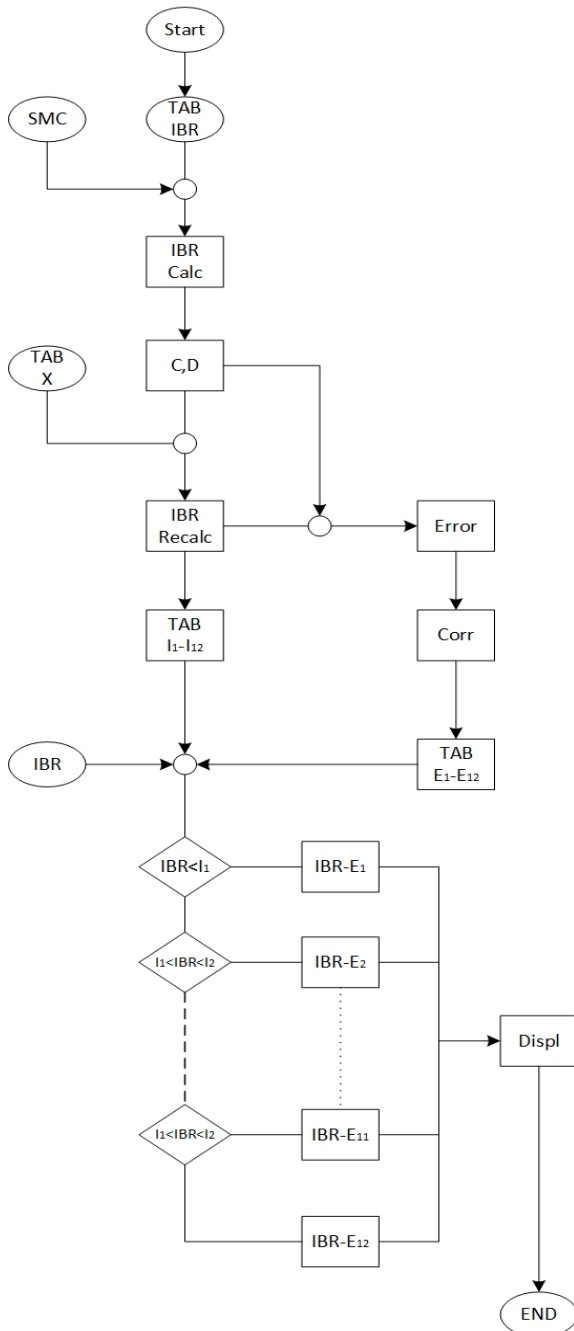 Start
SMC
TAB
IBR
IBR
Calc
TAB
X
C,D
IBR
Recalc
Error
TAB
I₁-I₁₂
Corr
IBR
TAB
E₁-E₁₂
IBR<I₁
IBR-E₁
I₁<IBR<I₂
IBR-E₂
Displ
I₁<IBR<I₂
IBR-E₁₁
IBR-E₁₂
END